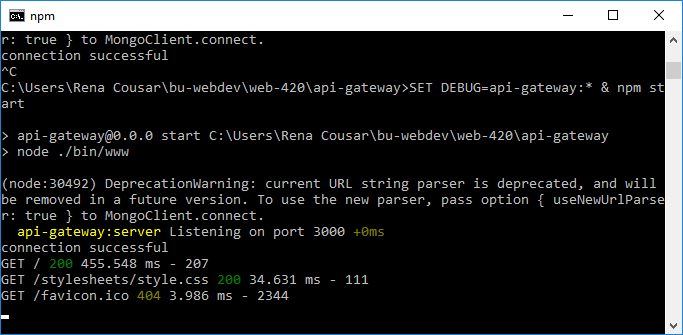 npm
r: true } to MongoClient.connect.
connection successful
^C
C:\Users\Rena Cousar\bu-webdev\web-420\api-gateway>SET DEBUG=api-gateway:* & npm st
art
> api-gateway@0.0.0 start C:\Users\Rena Cousar\bu-webdev\web-420\api-gateway
> node ./bin/www
(node:30492) DeprecationWarning: current URL string parser is deprecated, and will
be removed in a future version. To use the new parser, pass option { useNewUrlParse
r: true } to MongoClient.connect.
api-gateway:server Listening on port 3000 +0ms
connection successful
GET / 200 455.548 ms - 207
GET /stylesheets/style.css 200 34.631 ms - 111
GET /favicon.ico 404 3.986 ms - 2344